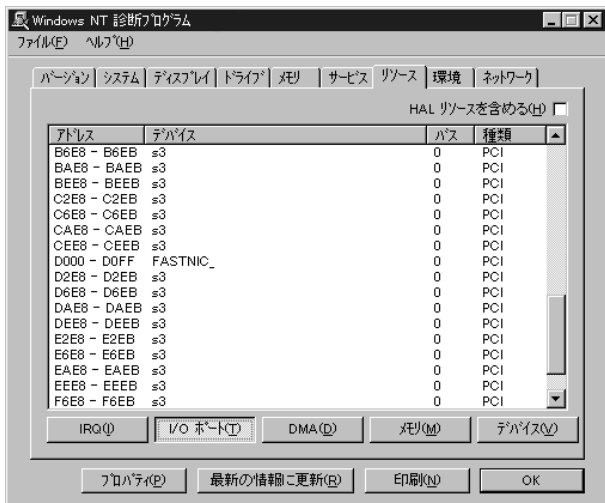 Windows NT 診断プログラム
ファイル(F) ヘルプ(H)
バージョン システム ディスプレイ ドライブ メモリ サービス リソース 環境 ネットワーク
HAL リソースを含める(H)
アドレス デバイス バス 種類
B6E8 - B6EB s3 0 PCI
BAE8 - BAEB s3 0 PCI
BEE8 - BEEB s3 0 PCI
C2E8 - C2EB s3 0 PCI
C6E8 - C6EB s3 0 PCI
CAE8 - CAEB s3 0 PCI
CEE8 - CEEB s3 0 PCI
D000 - D0FF FASTNIC_ 0 PCI
D2E8 - D2EB s3 0 PCI
D6E8 - D6EB s3 0 PCI
DAE8 - DAEB s3 0 PCI
DEE8 - DEEB s3 0 PCI
E2E8 - E2EB s3 0 PCI
E6E8 - E6EB s3 0 PCI
EAE8 - EAEB s3 0 PCI
EEE8 - EEEB s3 0 PCI
F6E8 - F6EB s3 0 PCI
IRQ(I) I/O ポート(T) DMA(D) メモリ(M) デバイス(V)
プロパティ(P) 最新の情報に更新(R) 印刷(N) OK